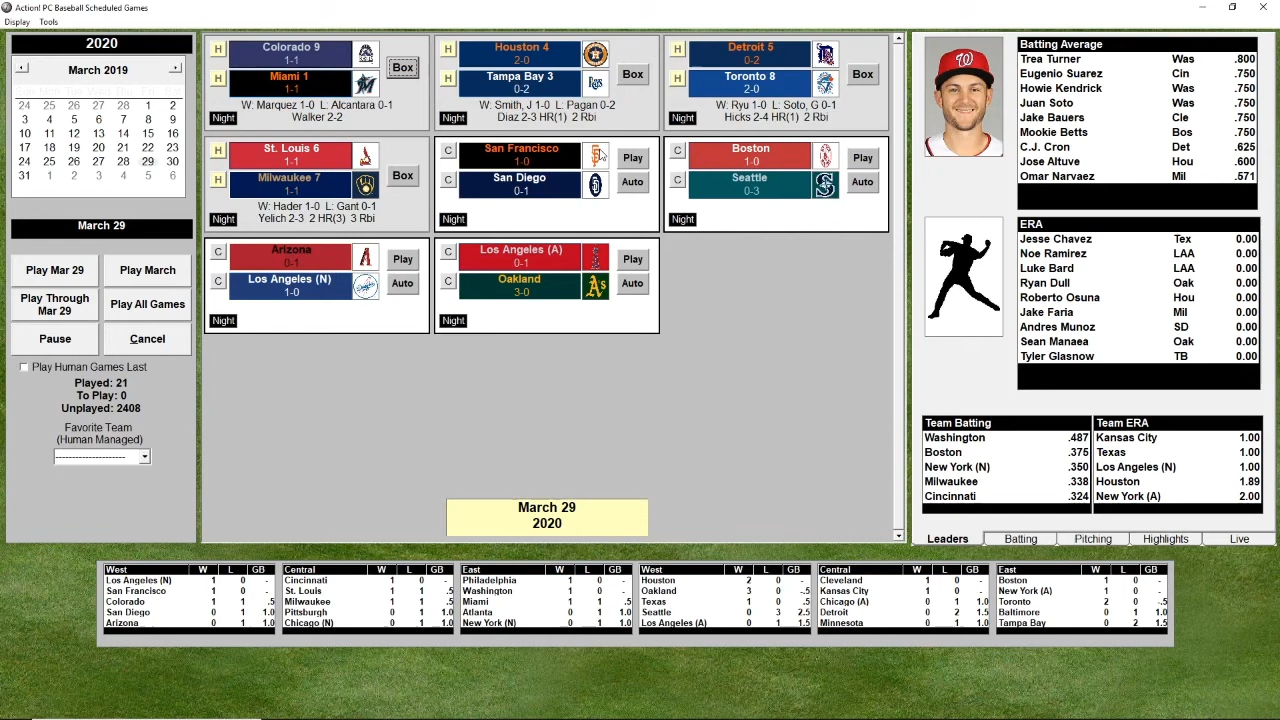 Action! PC Baseball Scheduled Games
Display Tools
2020
March 2019
24 25 26 27 28 1 2
3 4 5 6 7 8 9
10 11 12 13 14 15 16
17 18 19 20 21 22 23
24 25 26 27 28 29 30
31 1 2 3 4 5 6
March 29
Play Mar 29
Play March
Play Through Mar 29
Play All Games
Pause
Cancel
Play Human Games Last
Played: 21
To Play: 0
Unplayed: 2408
Favorite Team
(Human Managed)
---------------------
H Colorado 9
1-1
H Miami 1
1-1
Box
W: Marquez 1-0 L: Alcantara 0-1
Walker 2-2
Night
H Houston 4
2-0
H Tampa Bay 3
0-2
Box
W: Smith, J 1-0 L: Pagan 0-2
Diaz 2-3 HR(1) 2 Rbi
Night
H Detroit 5
0-2
H Toronto 8
2-0
Box
W: Ryu 1-0 L: Soto, G 0-1
Hicks 2-4 HR(1) 2 Rbi
Night
H St. Louis 6
1-1
H Milwaukee 7
1-1
Box
W: Hader 1-0 L: Gant 0-1
Yelich 2-3 2 HR(3) 3 Rbi
Night
C San Francisco
1-0
Play
C San Diego
0-1
Auto
Night
C Boston
1-0
Play
C Seattle
0-3
Auto
Night
C Arizona
0-1
Play
C Los Angeles (N)
1-0
Auto
Night
C Los Angeles (A)
0-1
Play
C Oakland
3-0
Auto
Night
March 29
2020
Batting Average
Trea Turner Was .800
Eugenio Suarez Cin .750
Howie Kendrick Was .750
Juan Soto Was .750
Jake Bauers Cle .750
Mookie Betts Bos .750
C.J. Cron Det .625
Jose Altuve Hou .600
Omar Narvaez Mil .571
ERA
Jesse Chavez Tex 0.00
Noe Ramirez LAA 0.00
Luke Bard LAA 0.00
Ryan Dull Oak 0.00
Roberto Osuna Hou 0.00
Jake Faria Mil 0.00
Andres Munoz SD 0.00
Sean Manaea Oak 0.00
Tyler Glasnow TB 0.00
Team Batting
Washington .487
Boston .375
New York (N) .350
Milwaukee .338
Cincinnati .324
Team ERA
Kansas City 1.00
Texas 1.00
Los Angeles (N) 1.00
Houston 1.89
New York (A) 2.00
Leaders Batting Pitching Highlights Live
West W L GB
Los Angeles (N) 1 0 -
San Francisco 1 0 -
Colorado 1 1 .5
San Diego 0 1 1.0
Arizona 0 1 1.0
Central W L GB
Cincinnati 1 0 -
St. Louis 1 1 .5
Milwaukee 1 1 .5
Pittsburgh 0 1 1.0
Chicago (N) 0 1 1.0
East W L GB
Philadelphia 1 0 -
Washington 1 0 -
Miami 1 1 .5
Atlanta 0 1 1.0
New York (N) 0 1 1.0
West W L GB
Houston 2 0 -
Oakland 3 0 -.5
Texas 1 0 .5
Seattle 0 3 2.5
Los Angeles (A) 0 1 1.5
Central W L GB
Cleveland 1 0 -
Kansas City 1 0 -
Chicago (A) 0 1 1.0
Detroit 0 2 1.5
Minnesota 0 1 1.0
East W L GB
Boston 1 0 -
New York (A) 1 0 -
Toronto 2 0 -.5
Baltimore 0 1 1.0
Tampa Bay 0 2 1.5